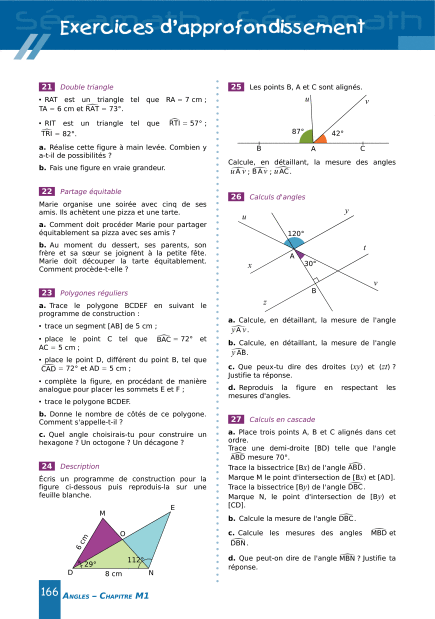 Sésamath - Sésamath
Exercices d'approfondissement
21 Double triangle
• RAT est un triangle tel que RA = 7 cm ;
TA = 6 cm et RAT = 73°.
• RIT est un triangle tel que RTI = 57° ;
TRI = 82°.
a. Réalise cette figure à main levée. Combien y
a-t-il de possibilités ?
b. Fais une figure en vraie grandeur.
22 Partage équitable
Marie organise une soirée avec cinq de ses
amis. Ils achètent une pizza et une tarte.
a. Comment doit procéder Marie pour partager
équitablement sa pizza avec ses amis ?
b. Au moment du dessert, ses parents, son
frère et sa sœur se joignent à la petite fête.
Marie doit découper la tarte équitablement.
Comment procède-t-elle ?
23 Polygones réguliers
a. Trace le polygone BCDEF en suivant le
programme de construction :
• trace un segment [AB] de 5 cm ;
• place le point C tel que BAC = 72° et
AC = 5 cm ;
• place le point D, différent du point B, tel que
CAD = 72° et AD = 5 cm ;
• complète la figure, en procédant de manière
analogue pour placer les sommets E et F ;
• trace le polygone BCDEF.
b. Donne le nombre de côtés de ce polygone.
Comment s'appelle-t-il ?
c. Quel angle choisirais-tu pour construire un
hexagone ? Un octogone ? Un décagone ?
24 Description
Écris un programme de construction pour la
figure ci-dessous puis reproduis-la sur une
feuille blanche.
E
M
O
6 cm
29°
112°
D
8 cm
N
166 ANGLES – CHAPITRE M1
25 Les points B, A et C sont alignés.
u
v
87°
42°
B
A
C
Calcule, en détaillant, la mesure des angles
uAv ; BAv ; uAC.
26 Calculs d'angles
u
y
120°
t
A
30°
x
v
B
z
a. Calcule, en détaillant, la mesure de l'angle
yAv.
b. Calcule, en détaillant, la mesure de l'angle
yAB.
c. Que peux-tu dire des droites (xy) et (zt) ?
Justifie ta réponse.
d. Reproduis la figure en respectant les
mesures d'angles.
27 Calculs en cascade
a. Place trois points A, B et C alignés dans cet
ordre.
Trace une demi-droite [BD) telle que l'angle
ABD mesure 70°.
Trace la bissectrice [Bx) de l'angle ABD.
Marque M le point d'intersection de [Bx) et [AD].
Trace la bissectrice [By) de l'angle DBC.
Marque N, le point d'intersection de [By) et
[CD].
b. Calcule la mesure de l'angle DBC.
c. Calcule les mesures des angles MBD et
DBN.
d. Que peut-on dire de l'angle MBN ? Justifie ta
réponse.